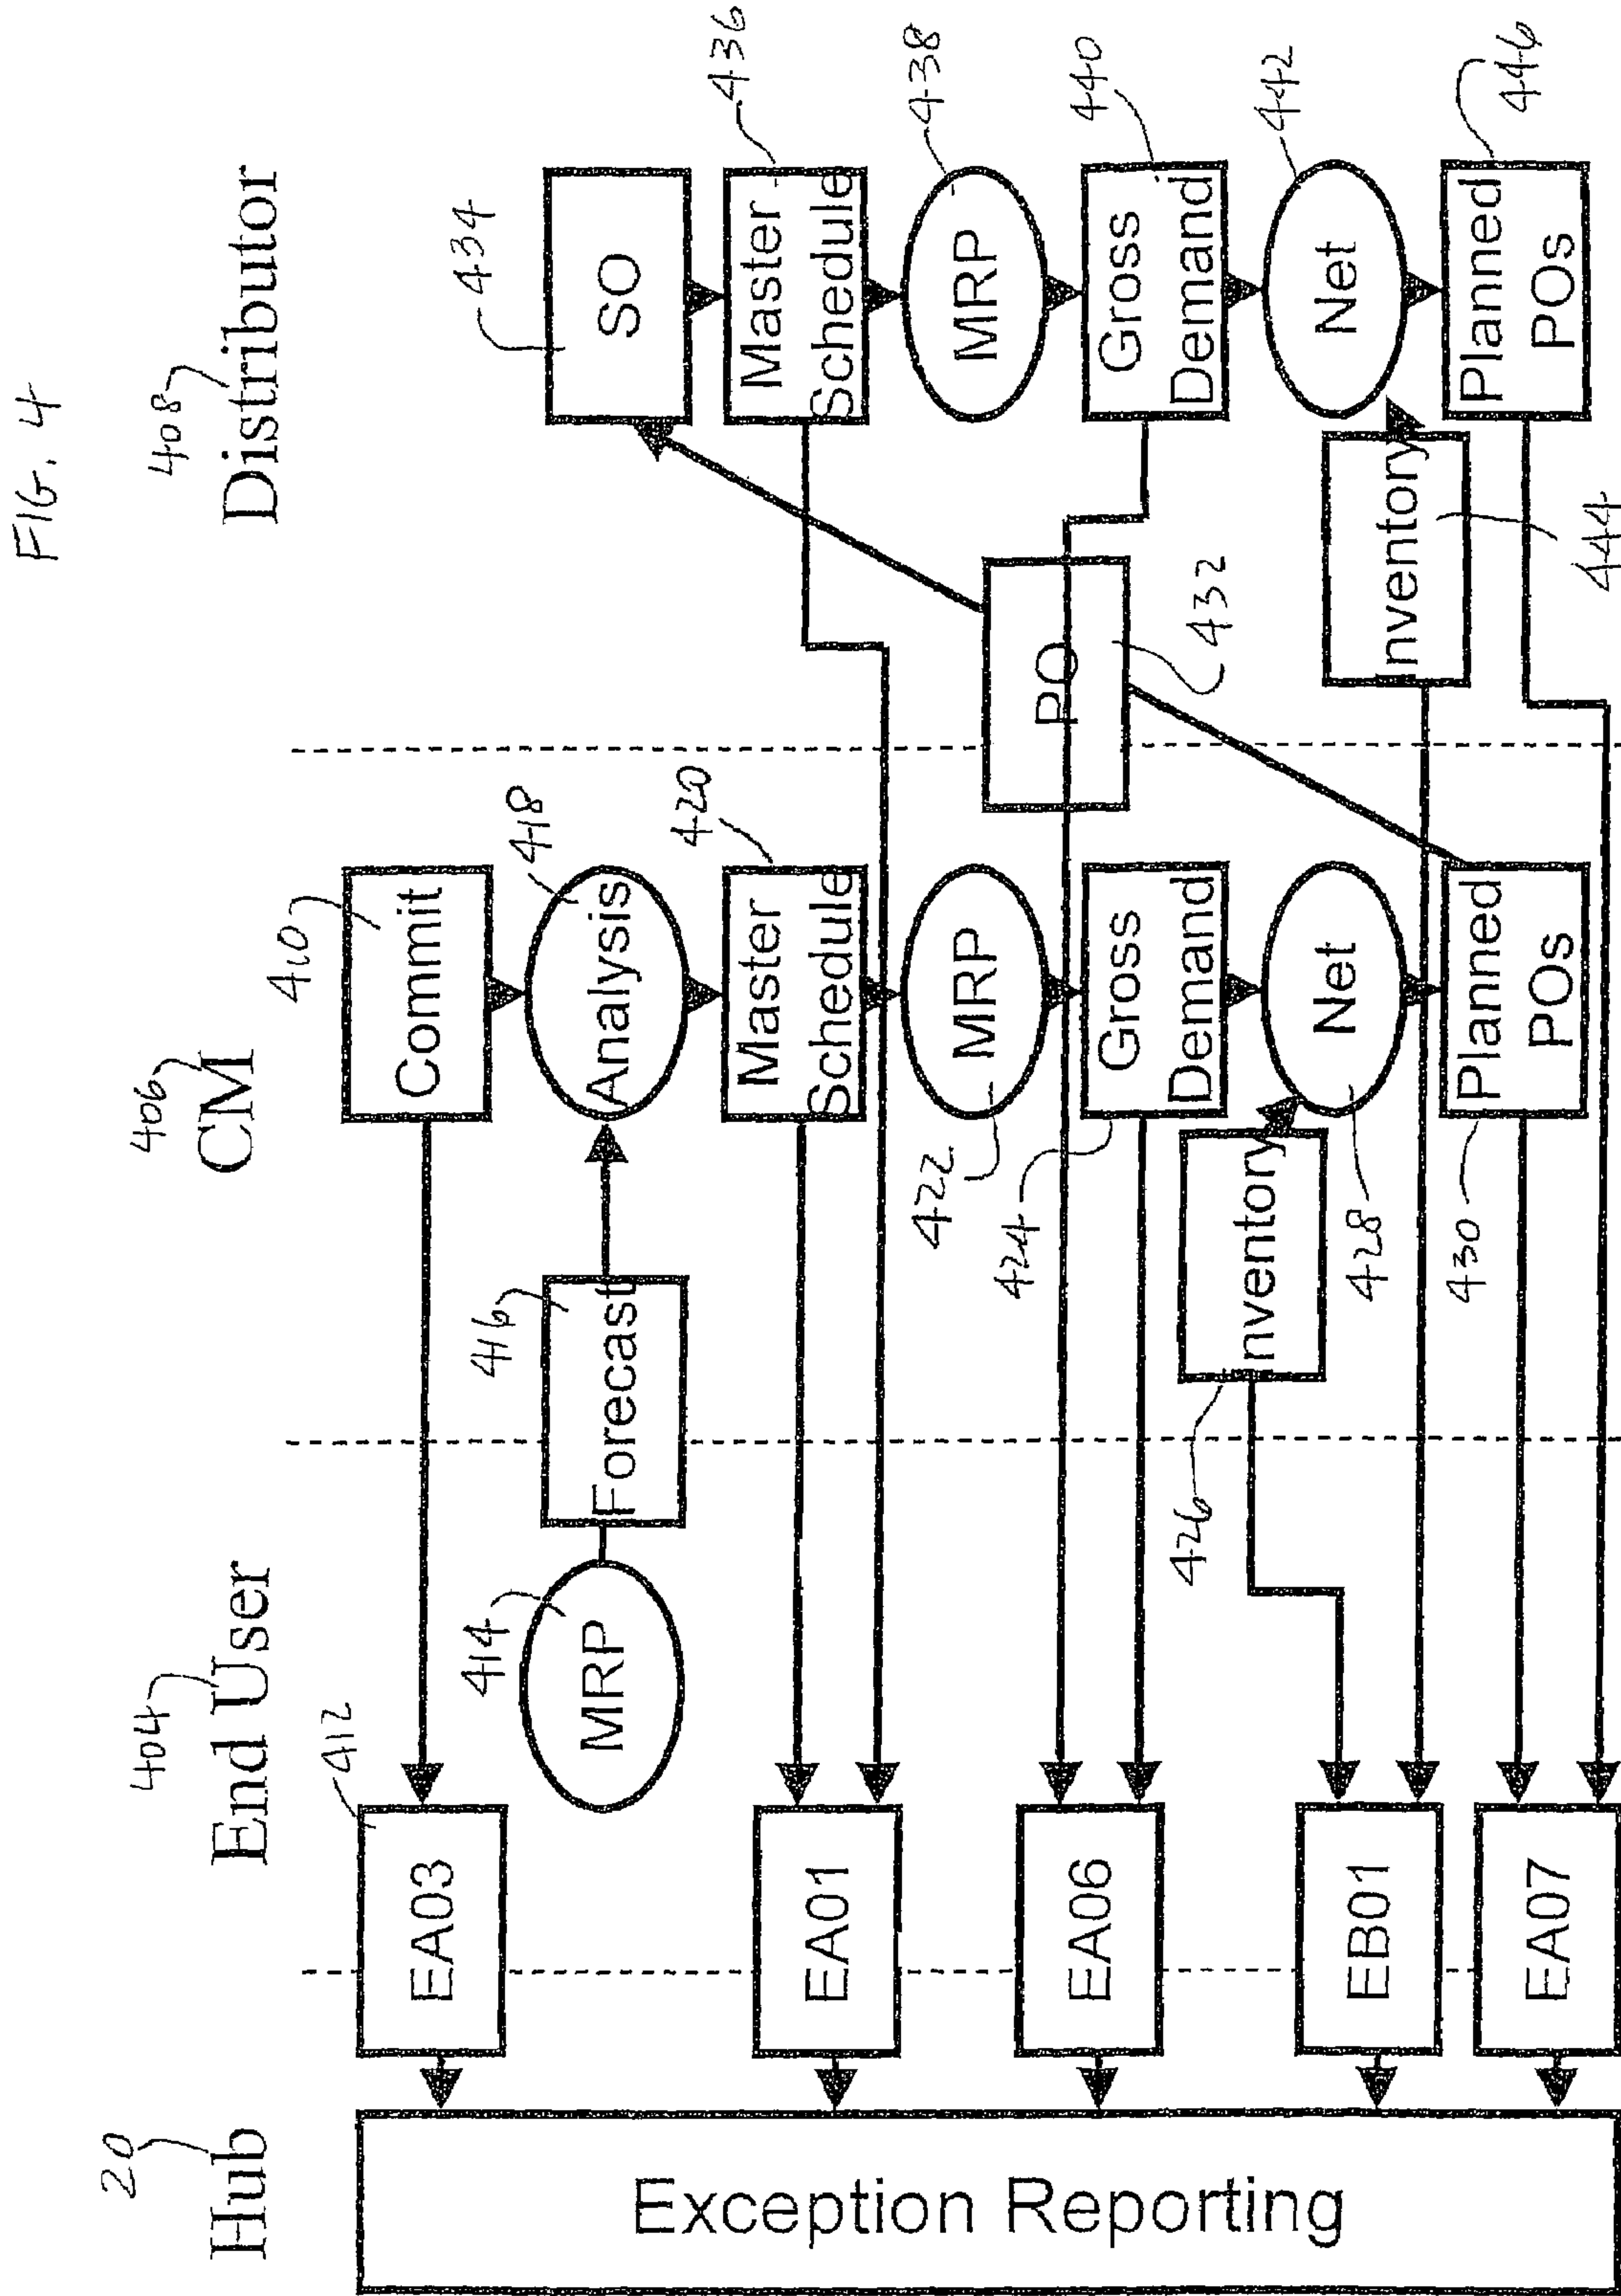 FIG. 4
20
Hub
404
End User
406
CM
408
Distributor
Exception Reporting
412
EA03
EA01
EA06
EB01
EA07
414
MRP
416
Forecast
410
Commit
418
Analysis
420
Master
Schedule
422
MRP
424
Gross
Demand
426
Inventory
428
Net
430
Planned
POs
432
PO
434
SO
436
Master
Schedule
438
MRP
440
Gross
Demand
442
Net
444
Inventory
446
Planned
POs